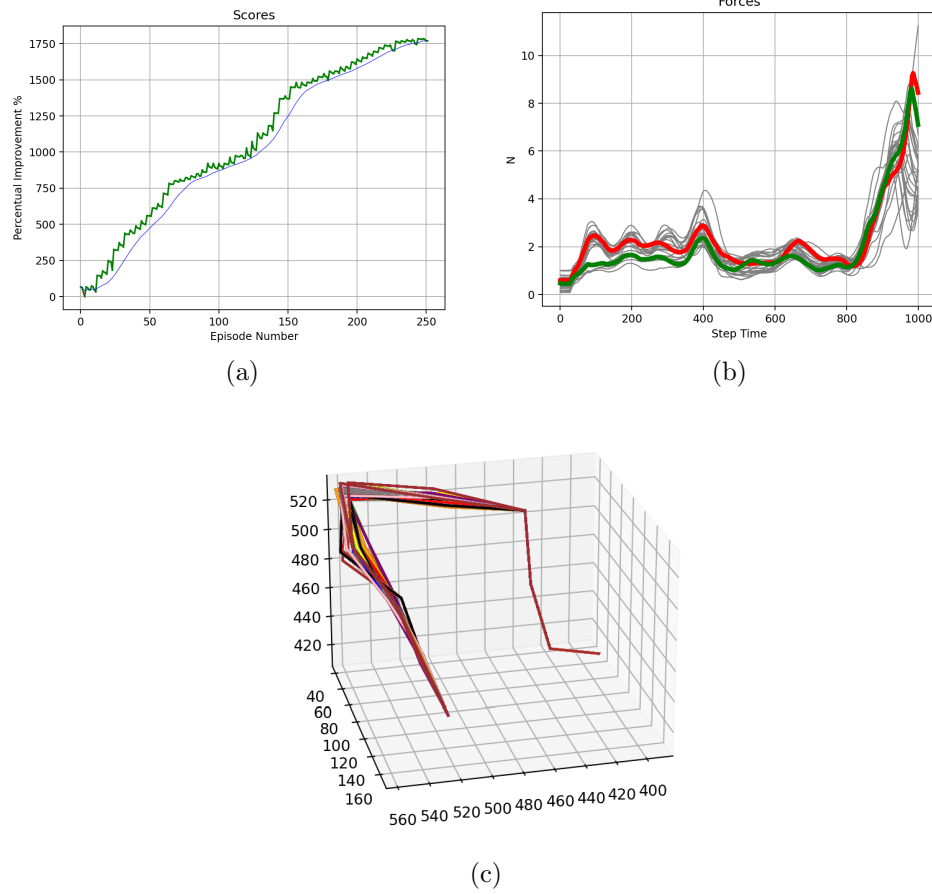 Scores
Percentual Improvement %
1750
1500
1250
1000
750
500
250
0
0 50 100 150 200 250
Episode Number
(a)
Forces
N
10
8
6
4
2
0
0 200 400 600 800 1000
Step Time
(b)
520
500
480
460
440
420
40
60
80
100
120
140
160
560 540 520 500 480 460 440 420 400
(c)